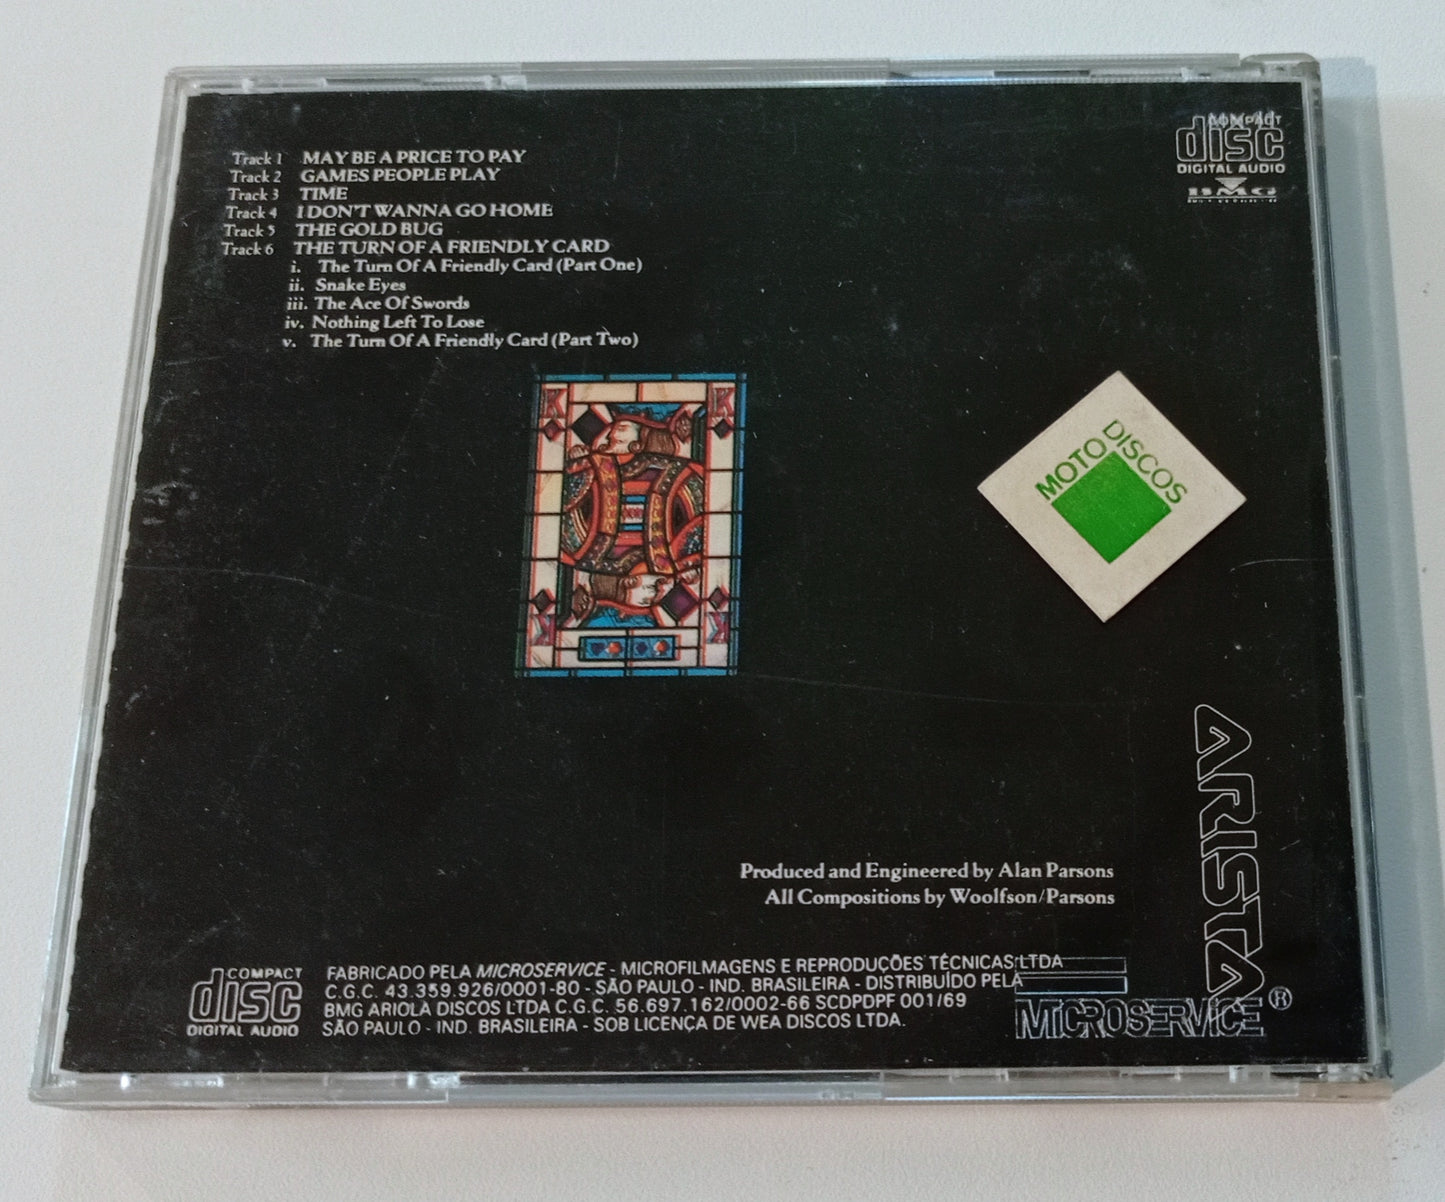 COMPACT
disc
DIGITAL AUDIO
BMG
Track 1 MAY BE A PRICE TO PAY
Track 2 GAMES PEOPLE PLAY
Track 3 TIME
Track 4 I DON'T WANNA GO HOME
Track 5 THE GOLD BUG
Track 6 THE TURN OF A FRIENDLY CARD
i. The Turn Of A Friendly Card (Part One)
ii. Snake Eyes
iii. The Ace Of Swords
iv. Nothing Left To Lose
v. The Turn Of A Friendly Card (Part Two)
K K
K K
MOTO DISCOS
ARISTA
Produced and Engineered by Alan Parsons
All Compositions by Woolfson/Parsons
COMPACT
disc
DIGITAL AUDIO
FABRICADO PELA MICROSERVICE - MICROFILMAGENS E REPRODUÇÕES TÉCNICAS LTDA
C.G.C. 43.359.926/0001-80 - SÃO PAULO - IND. BRASILEIRA - DISTRIBUÍDO PELA
BMG ARIOLA DISCOS LTDA C.G.C. 56.697.162/0002-66 SCDPDPF 001/69
SÃO PAULO - IND. BRASILEIRA - SOB LICENÇA DE WEA DISCOS LTDA.
MICROSERVICE ®